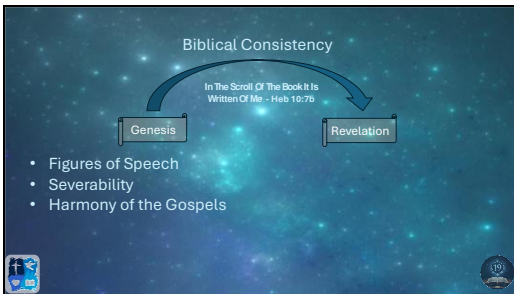 Biblical Consistency
In The Scroll Of The Book It Is
Written Of Me - Heb 10:7b
Genesis
Revelation
• Figures of Speech
• Severability
• Harmony of the Gospels
19